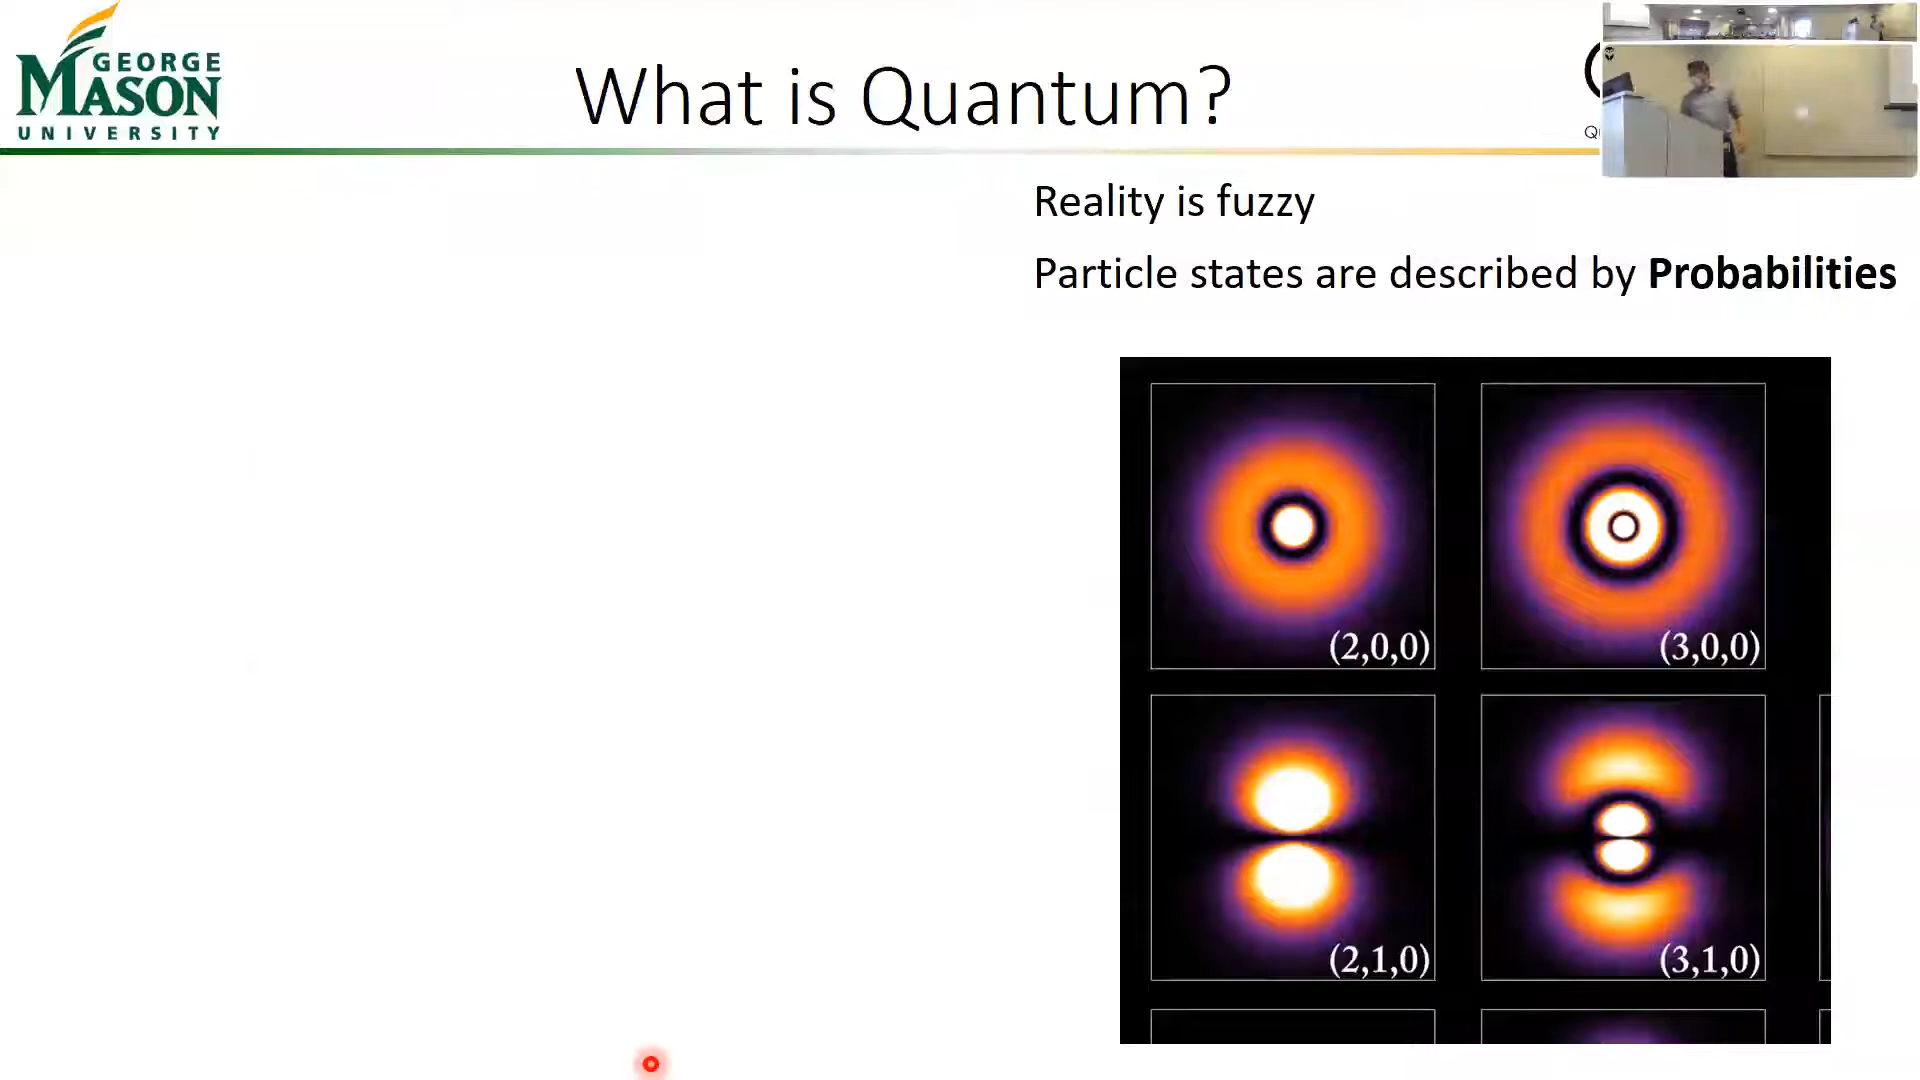 GEORGE
MASON
UNIVERSITY
What is Quantum?
Reality is fuzzy
Particle states are described by Probabilities
(2,0,0)
(3,0,0)
(2,1,0)
(3,1,0)